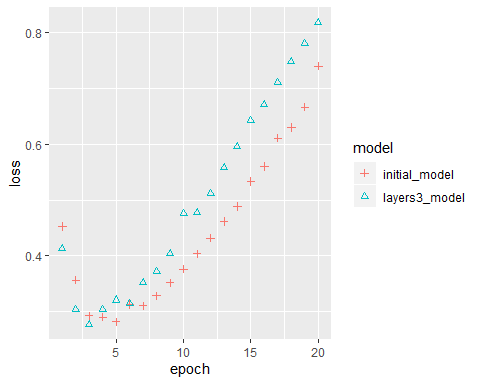 0.8
0.6
0.4
loss
5
10
15
20
epoch
model
initial_model
layers3_model